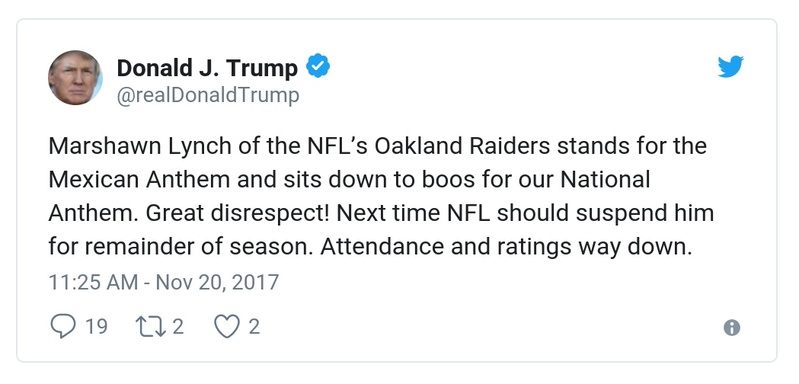 Donald J. Trump
@realDonaldTrump
Marshawn Lynch of the NFL’s Oakland Raiders stands for the
Mexican Anthem and sits down to boos for our National
Anthem. Great disrespect! Next time NFL should suspend him
for remainder of season. Attendance and ratings way down.
11:25 AM - Nov 20, 2017
19 2 2